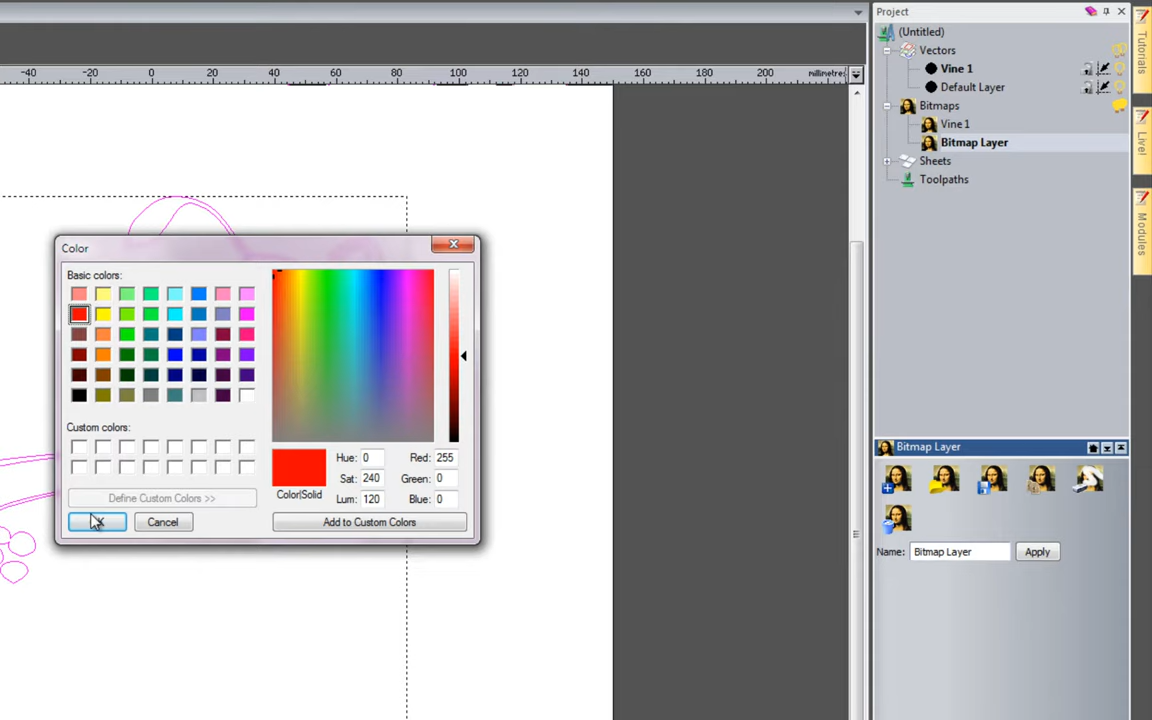 Project
(Untitled)
Vectors
Vine 1
Default Layer
Bitmaps
Vine 1
Bitmap Layer
Sheets
Toolpaths
Tutorials
Live!
Modules
-40 -20 0 20 40 60 80 100 120 140 160 180 200 millimetres
Color
Basic colors:
Custom colors:
Define Custom Colors >>
Cancel
Color|Solid
Hue: 0
Sat: 240
Lum: 120
Red: 255
Green: 0
Blue: 0
Add to Custom Colors
Bitmap Layer
Name: Bitmap Layer
Apply